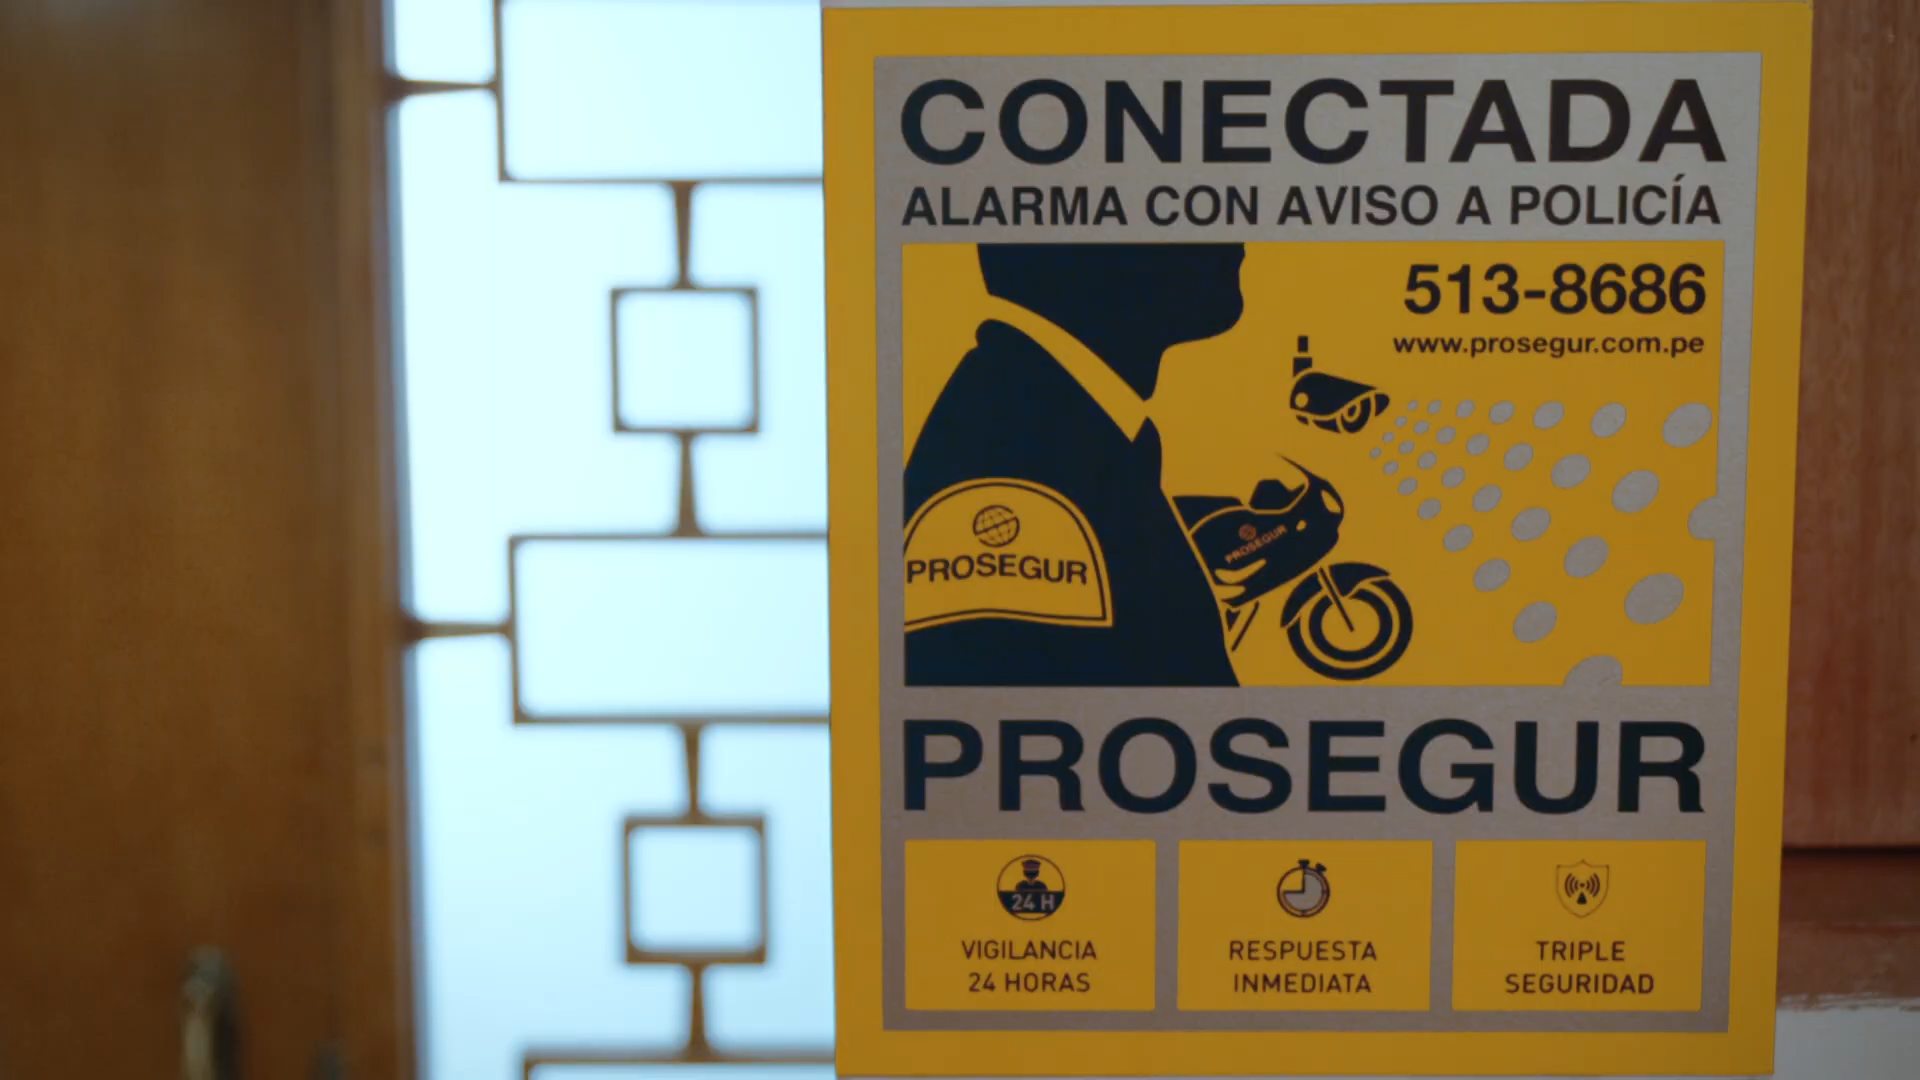 CONECTADA
ALARMA CON AVISO A POLICÍA
513-8686
www.prosegur.com.pe
PROSEGUR
PROSEGUR
PROSEGUR
24 H
VIGILANCIA
24 HORAS
RESPUESTA
INMEDIATA
TRIPLE
SEGURIDAD